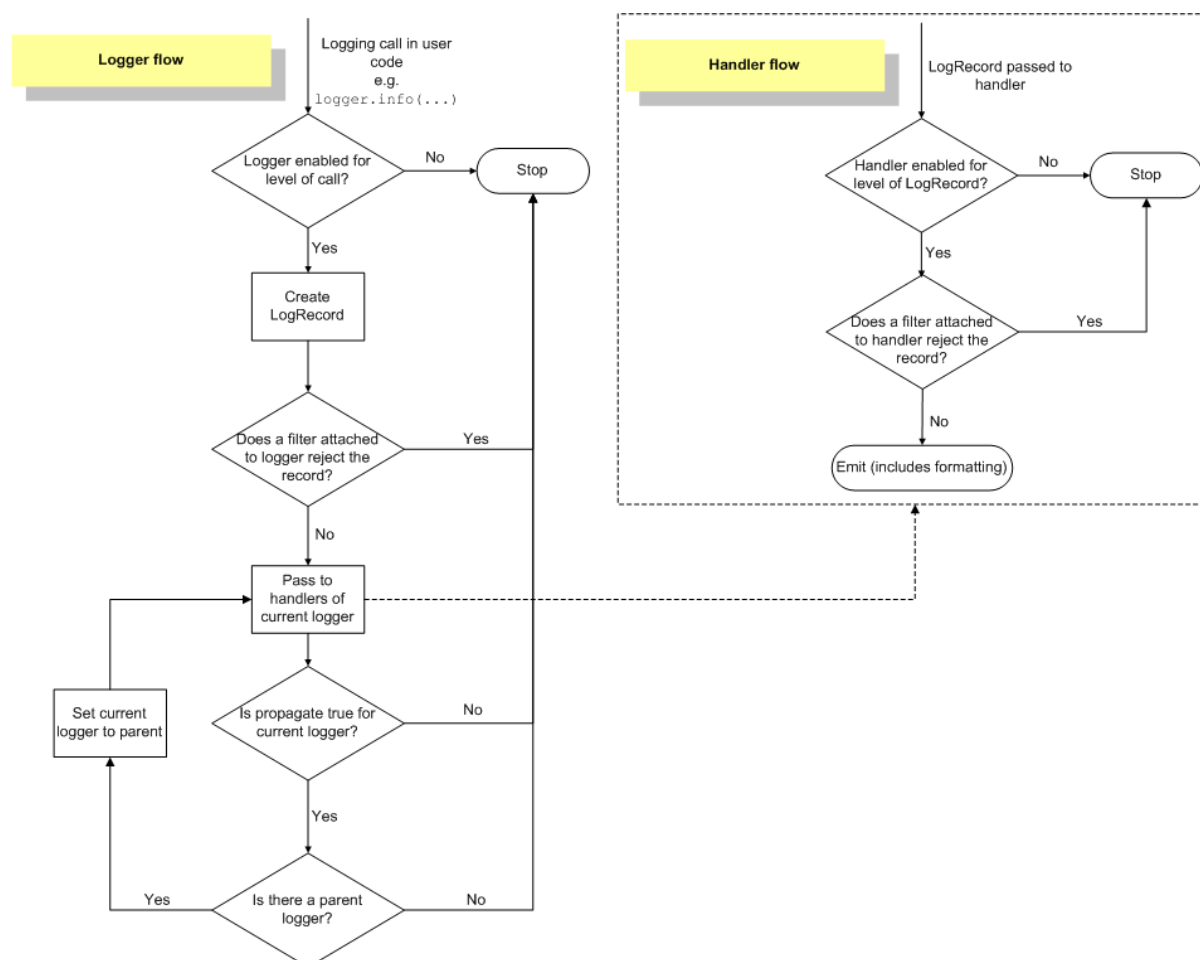 Logger flow
Logging call in user
code
e.g.
logger.info(...)
Logger enabled for
level of call?
No
Stop
Yes
Create
LogRecord
Does a filter attached
to logger reject the
record?
Yes
No
Pass to
handlers of
current logger
Set current
logger to parent
Is propagate true for
current logger?
No
Yes
Is there a parent
logger?
Yes
No
Handler flow
LogRecord passed to
handler
Handler enabled for
level of LogRecord?
No
Stop
Yes
Does a filter attached
to handler reject the
record?
Yes
No
Emit (includes formatting)